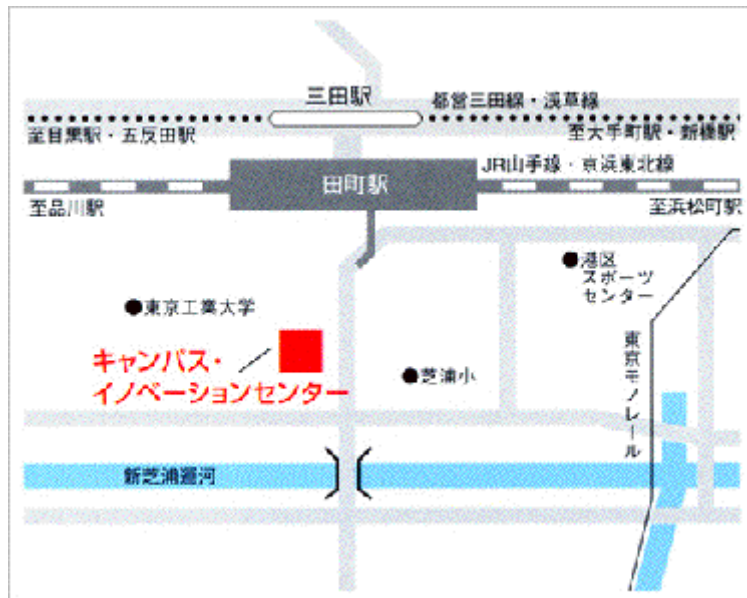 三田駅
都営三田線・浅草線
至目黒駅・五反田駅
至大手町駅・新橋駅
田町駅
JR山手線・京浜東北線
至品川駅
至浜松町駅
港区
スポーツ
センター
東京工業大学
キャンパス・
イノベーションセンター
芝浦小
東京モノレール
新芝浦運河